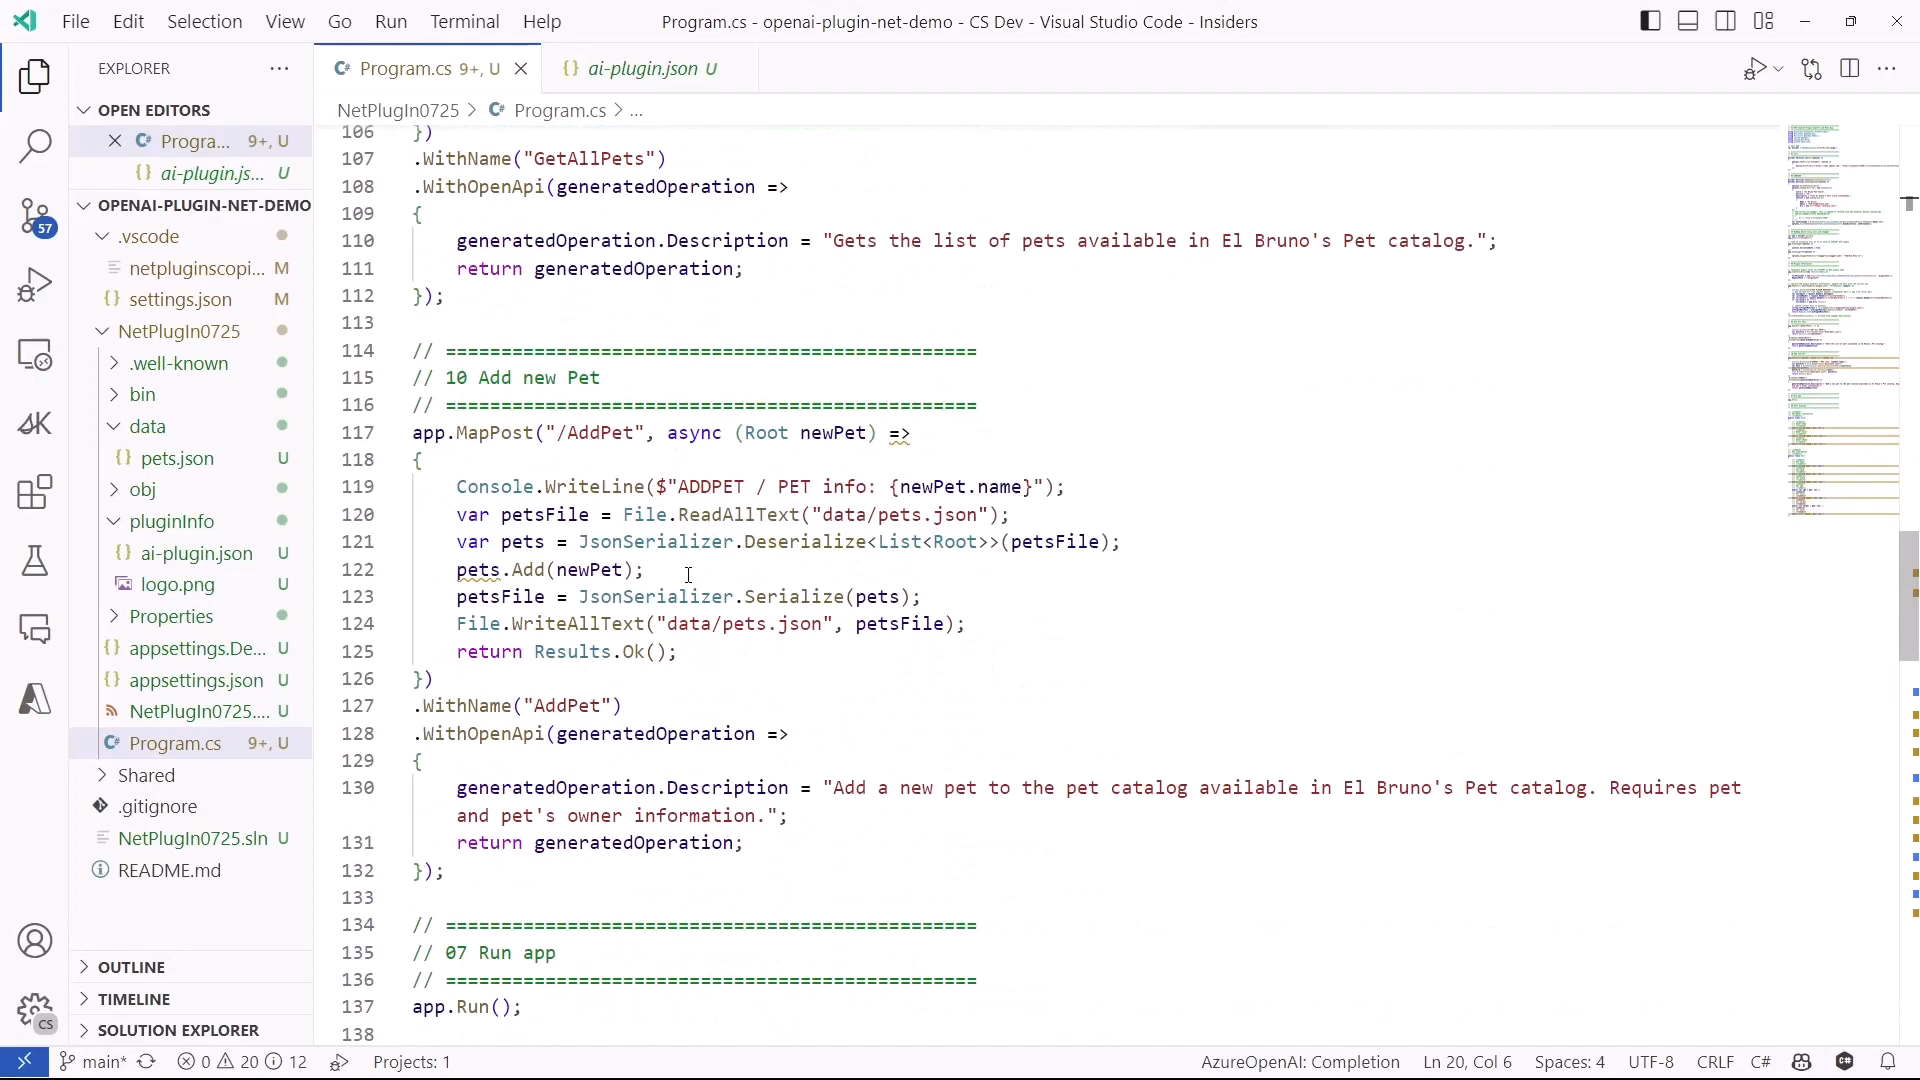 File Edit Selection View Go Run Terminal Help
Program.cs - openai-plugin-net-demo - CS Dev - Visual Studio Code - Insiders
EXPLORER
OPEN EDITORS
Progra... 9+, U
ai-plugin.js... U
OPENAI-PLUGIN-NET-DEMO
.vscode
netpluginscopi... M
settings.json M
NetPlugIn0725
.well-known
bin
data
pets.json U
obj
pluginInfo
ai-plugin.json U
logo.png U
Properties
appsettings.De... U
appsettings.json U
NetPlugIn0725.... U
Program.cs 9+, U
Shared
.gitignore
NetPlugIn0725.sln U
README.md
OUTLINE
TIMELINE
SOLUTION EXPLORER
57
CS
Program.cs 9+, U
ai-plugin.json U
NetPlugIn0725 > Program.cs > ...
106 })
107 .WithName("GetAllPets")
108 .WithOpenApi(generatedOperation =>
109 {
110 generatedOperation.Description = "Gets the list of pets available in El Bruno's Pet catalog.";
111 return generatedOperation;
112 });
113
114 // ================================================
115 // 10 Add new Pet
116 // ================================================
117 app.MapPost("/AddPet", async (Root newPet) =>
118 {
119 Console.WriteLine($"ADDPET / PET info: {newPet.name}");
120 var petsFile = File.ReadAllText("data/pets.json");
121 var pets = JsonSerializer.Deserialize<List<Root>>(petsFile);
122 pets.Add(newPet);
123 petsFile = JsonSerializer.Serialize(pets);
124 File.WriteAllText("data/pets.json", petsFile);
125 return Results.Ok();
126 })
127 .WithName("AddPet")
128 .WithOpenApi(generatedOperation =>
129 {
130 generatedOperation.Description = "Add a new pet to the pet catalog available in El Bruno's Pet catalog. Requires pet
and pet's owner information.";
131 return generatedOperation;
132 });
133
134 // ================================================
135 // 07 Run app
136 // ================================================
137 app.Run();
138
main* 0 20 12 Projects: 1
AzureOpenAI: Completion Ln 20, Col 6 Spaces: 4 UTF-8 CRLF C#